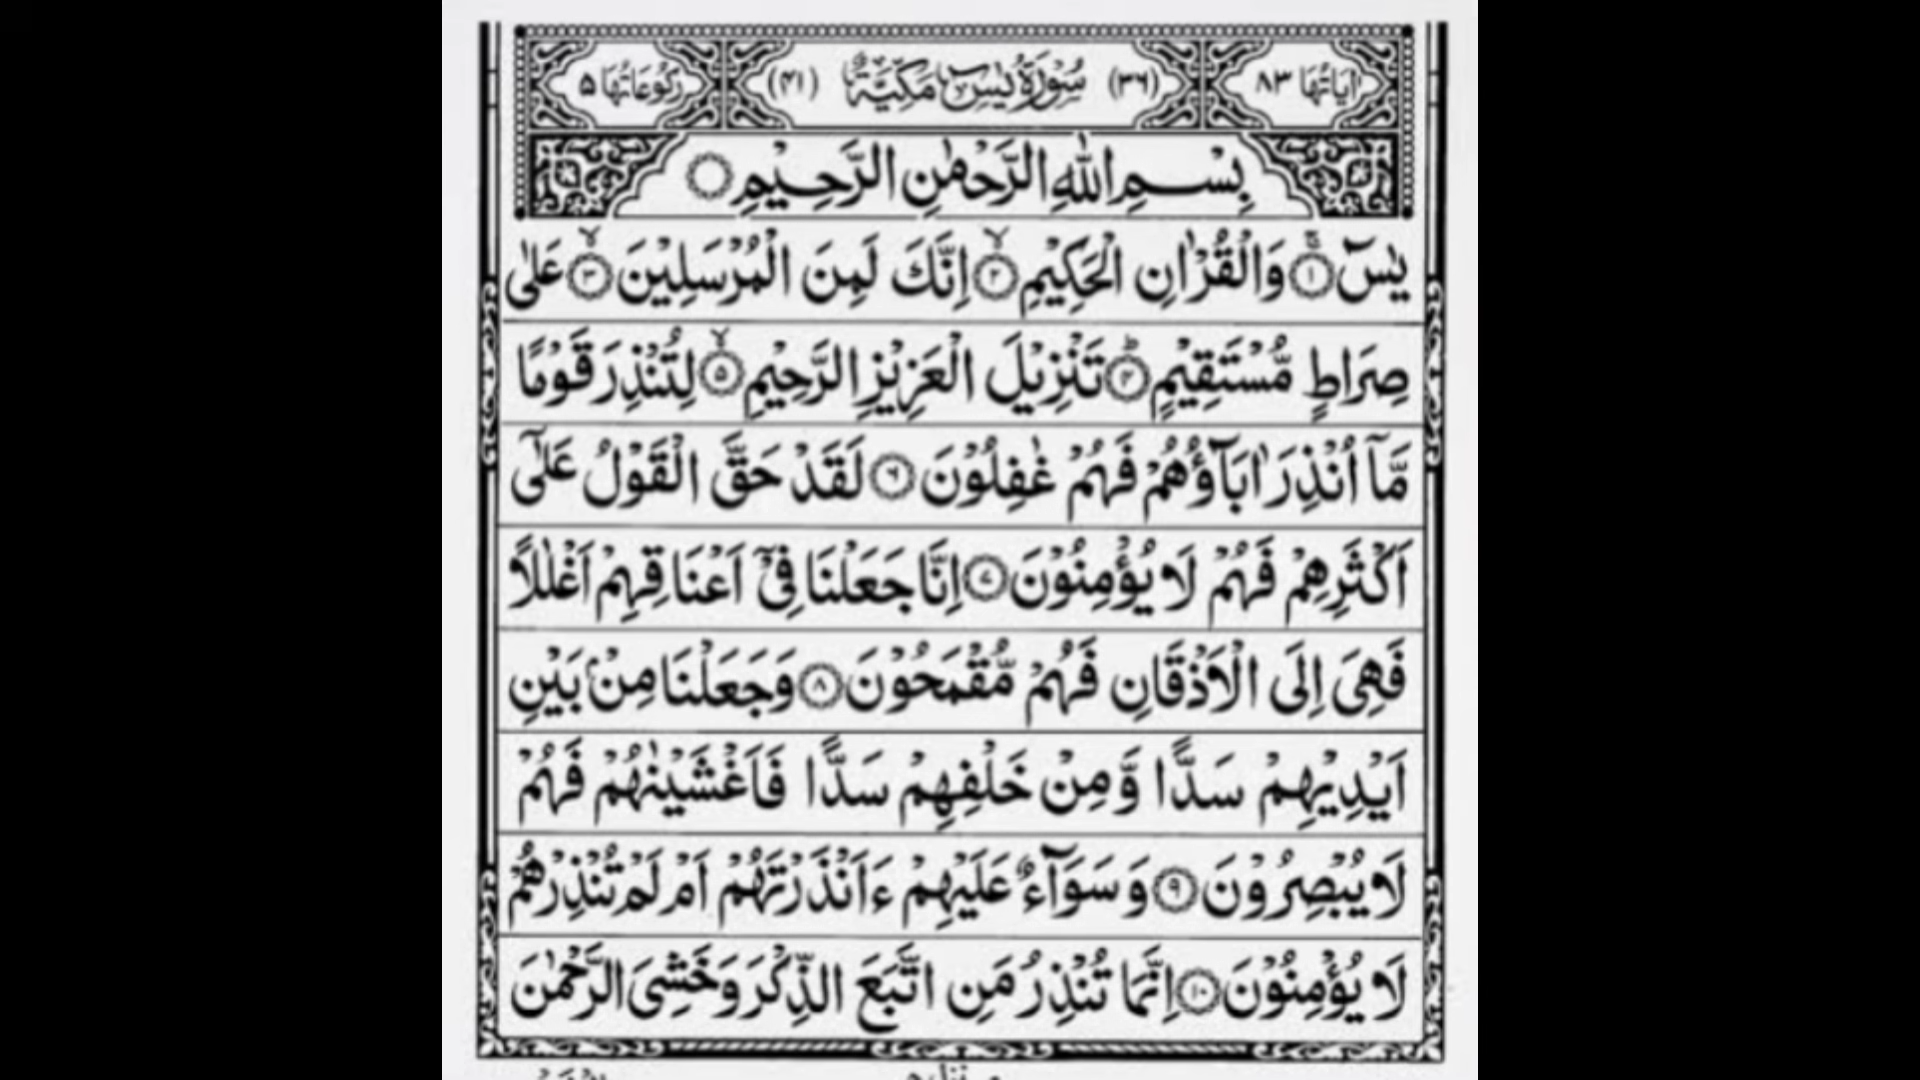 اٰيَاتُهَا ٨٣ (٣٦) سُوْرَةُ يٰسٓ مَكِّيَّةٌ (٤١) رُكُوْعَاتُهَا ٥
بِسْمِ اللّٰهِ الرَّحْمٰنِ الرَّحِيْمِ
يٰسٓ ١ وَالْقُرْاٰنِ الْحَكِيْمِ ٢ اِنَّكَ لَمِنَ الْمُرْسَلِيْنَ ٣ عَلٰى
صِرَاطٍ مُّسْتَقِيْمٍ ٤ تَنْزِيْلَ الْعَزِيْزِ الرَّحِيْمِ ٥ لِتُنْذِرَ قَوْمًا
مَّآ اُنْذِرَ اٰبَآؤُهُمْ فَهُمْ غٰفِلُوْنَ ٦ لَقَدْ حَقَّ الْقَوْلُ عَلٰٓى
اَكْثَرِهِمْ فَهُمْ لَا يُؤْمِنُوْنَ ٧ اِنَّا جَعَلْنَا فِيْٓ اَعْنَاقِهِمْ اَغْلٰلًا
فَهِيَ اِلَى الْاَذْقَانِ فَهُمْ مُّقْمَحُوْنَ ٨ وَجَعَلْنَا مِنْۢ بَيْنِ
اَيْدِيْهِمْ سَدًّا وَّمِنْ خَلْفِهِمْ سَدًّا فَاَغْشَيْنٰهُمْ فَهُمْ
لَا يُبْصِرُوْنَ ٩ وَسَوَآءٌ عَلَيْهِمْ ءَاَنْذَرْتَهُمْ اَمْ لَمْ تُنْذِرْهُمْ
لَا يُؤْمِنُوْنَ ١٠ اِنَّمَا تُنْذِرُ مَنِ اتَّبَعَ الذِّكْرَ وَخَشِيَ الرَّحْمٰنَ